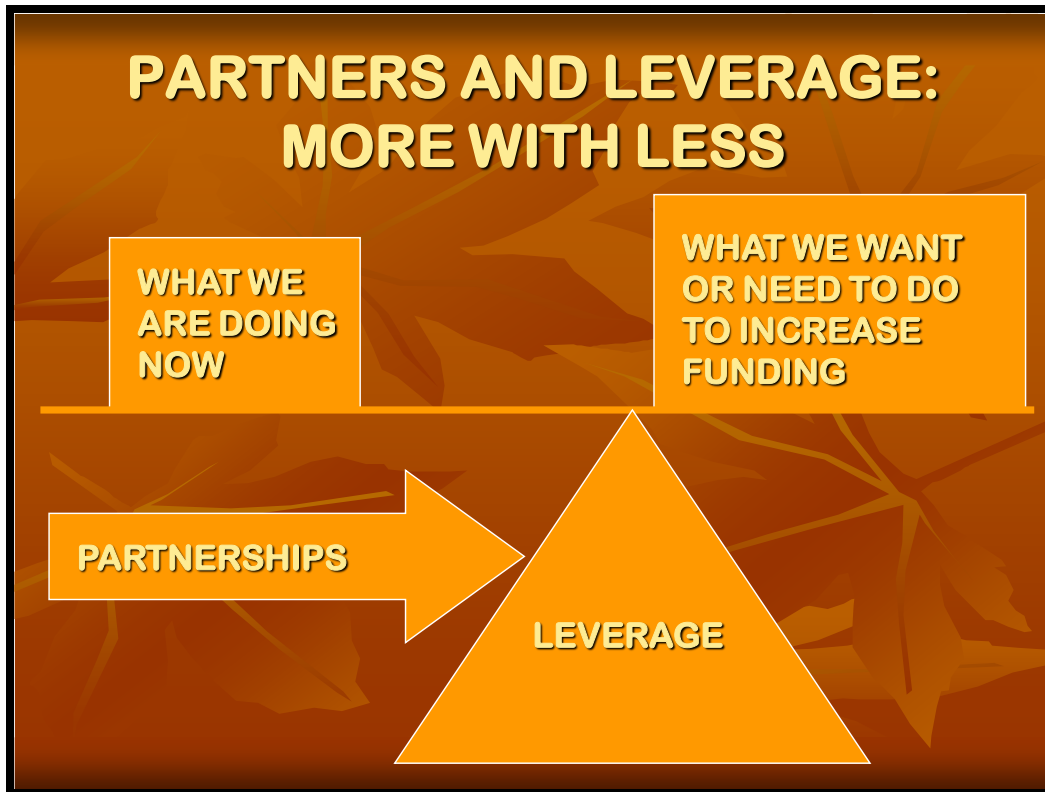 PARTNERS AND LEVERAGE:
MORE WITH LESS
WHAT WE
ARE DOING
NOW
WHAT WE WANT
OR NEED TO DO
TO INCREASE
FUNDING
PARTNERSHIPS
LEVERAGE